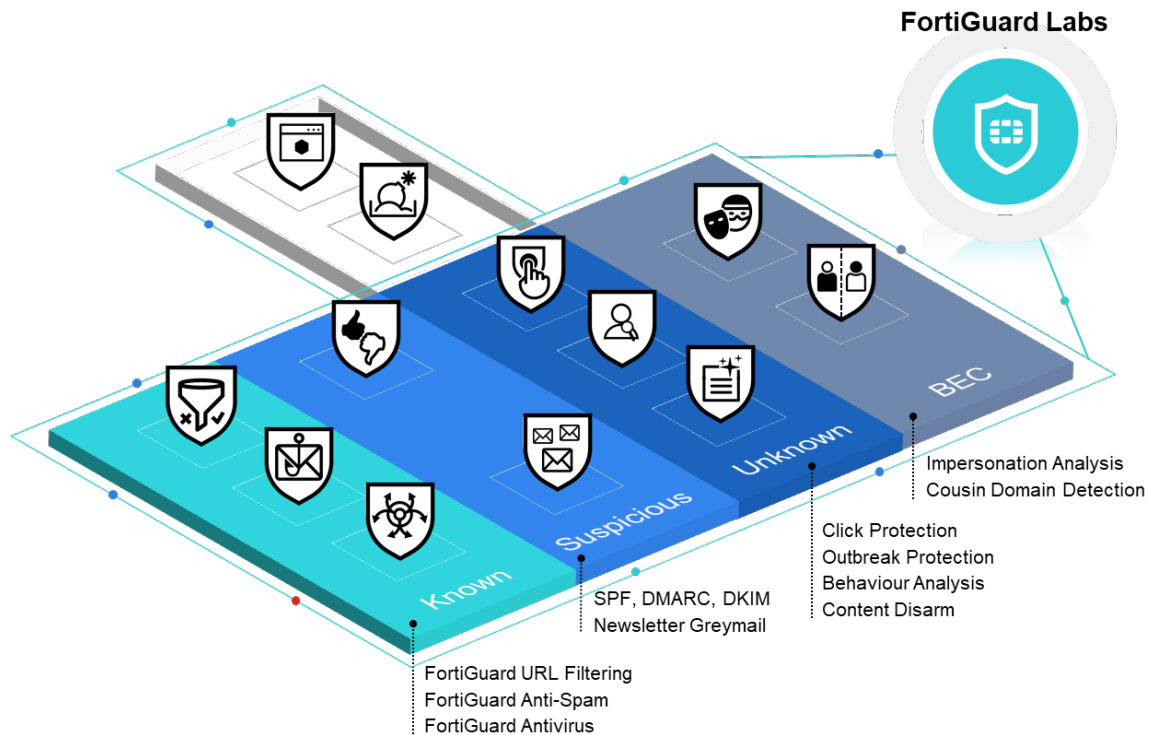 FortiGuard Labs
BEC
Unknown
Suspicious
Known
Impersonation Analysis
Cousin Domain Detection
Click Protection
Outbreak Protection
Behaviour Analysis
Content Disarm
SPF, DMARC, DKIM
Newsletter Greymail
FortiGuard URL Filtering
FortiGuard Anti-Spam
FortiGuard Antivirus